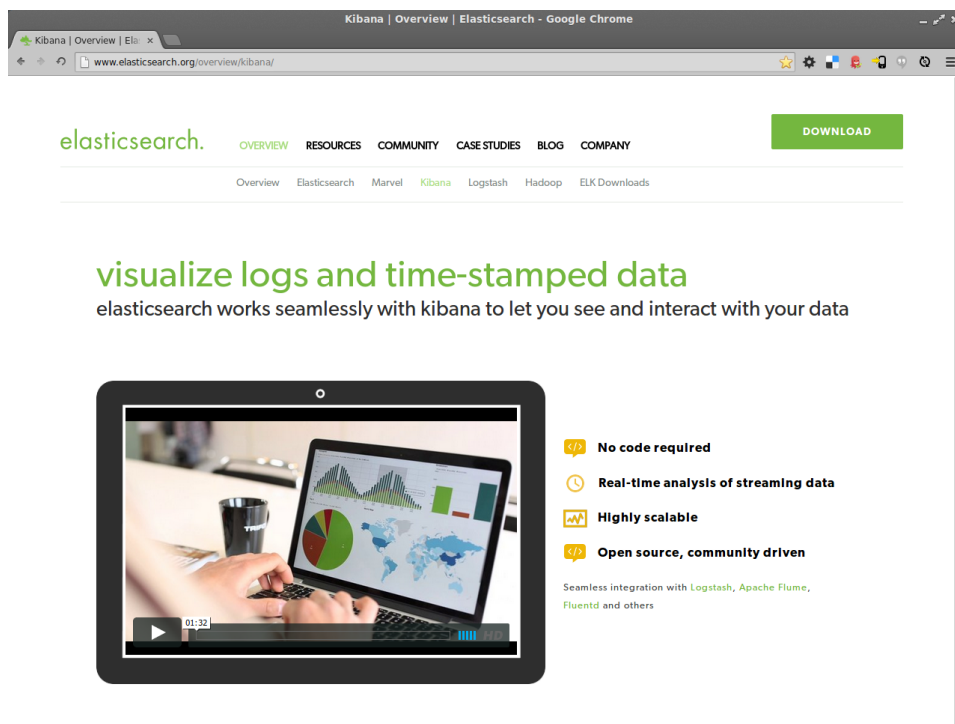 Kibana | Overview | Elasticsearch - Google Chrome
Kibana | Overview | Ela
www.elasticsearch.org/overview/kibana/
elasticsearch.
OVERVIEW RESOURCES COMMUNITY CASE STUDIES BLOG COMPANY
DOWNLOAD
Overview Elasticsearch Marvel Kibana Logstash Hadoop ELK Downloads
visualize logs and time-stamped data
elasticsearch works seamlessly with kibana to let you see and interact with your data
No code required
Real-time analysis of streaming data
Highly scalable
Open source, community driven
Seamless integration with Logstash, Apache Flume,
Fluentd and others
01:32
HD